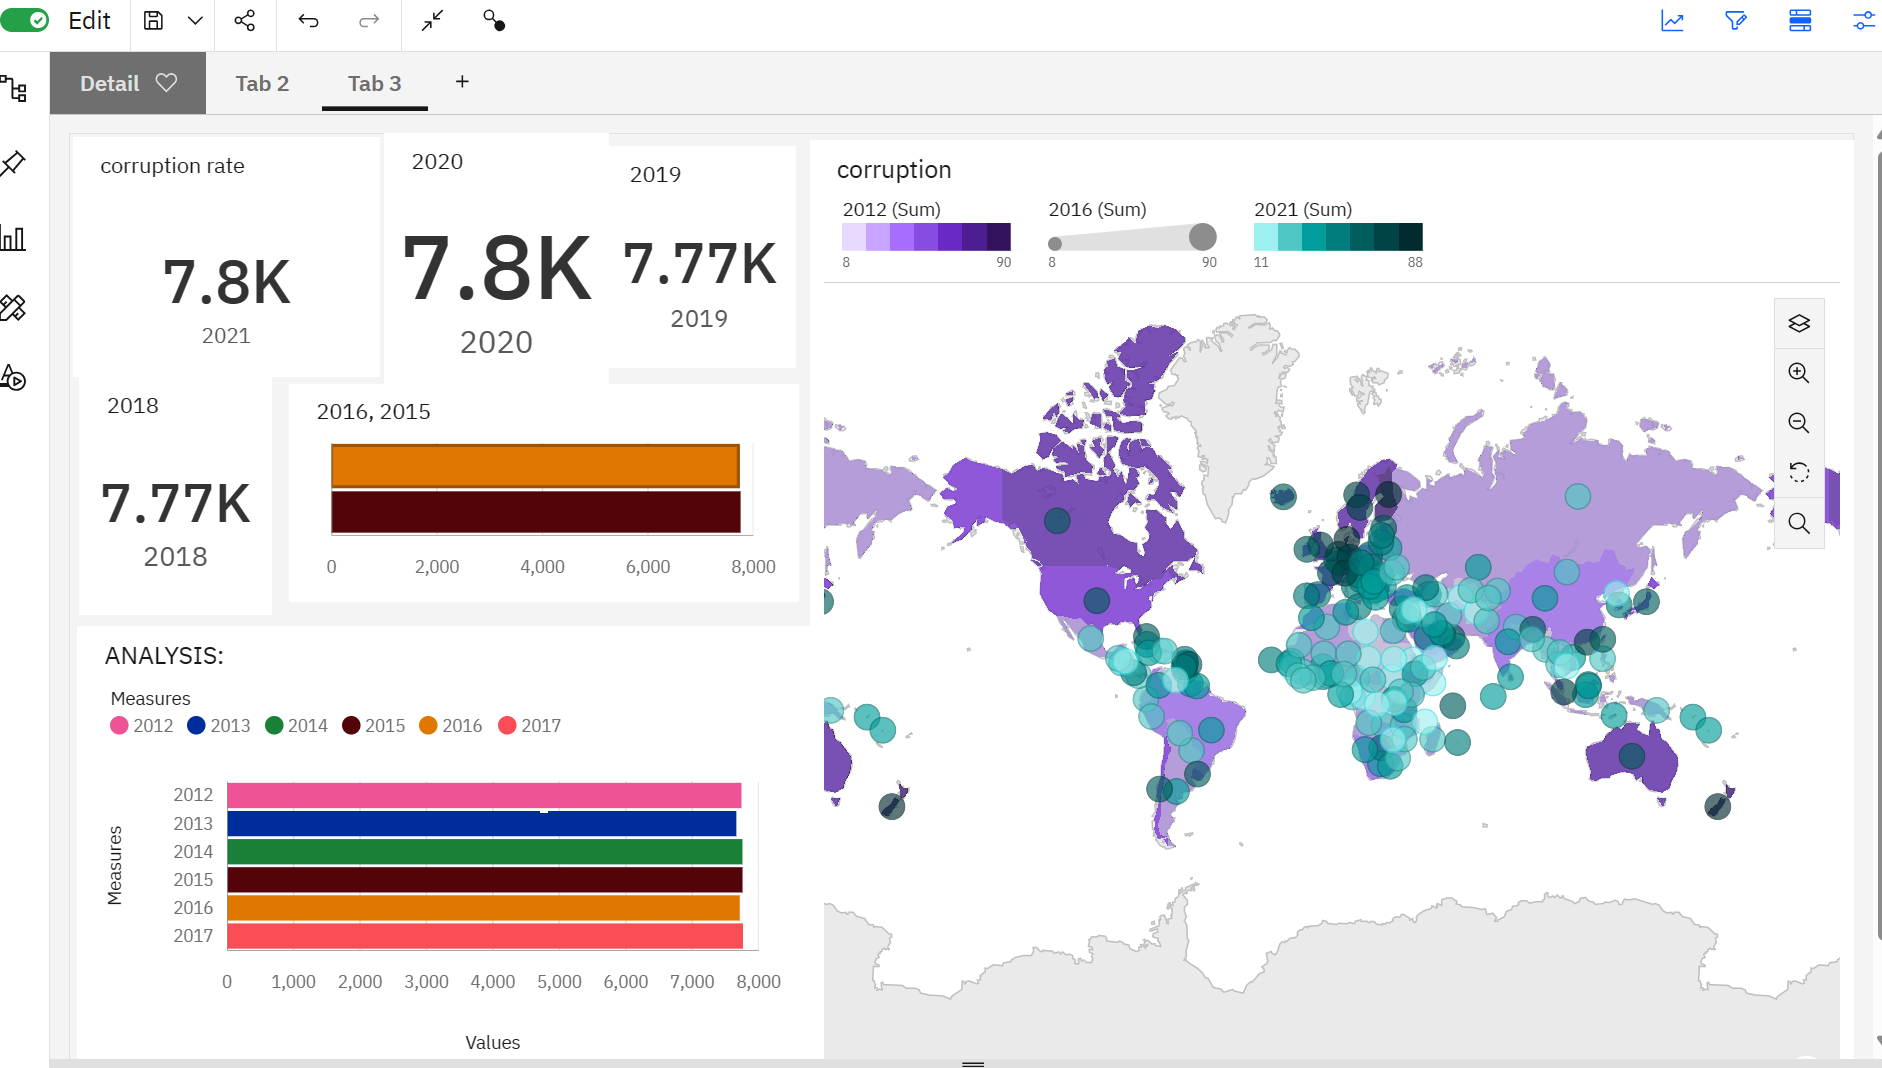 Edit
Detail
Tab 2
Tab 3
+
corruption rate
7.8K
2021
2020
7.8K
2020
2019
7.77K
2019
2018
7.77K
2018
2016, 2015
0 2,000 4,000 6,000 8,000
ANALYSIS:
Measures
2012 2013 2014 2015 2016 2017
Measures
2012
2013
2014
2015
2016
2017
0 1,000 2,000 3,000 4,000 5,000 6,000 7,000 8,000
Values
corruption
2012 (Sum) 2016 (Sum) 2021 (Sum)
8 90 8 90 11 88